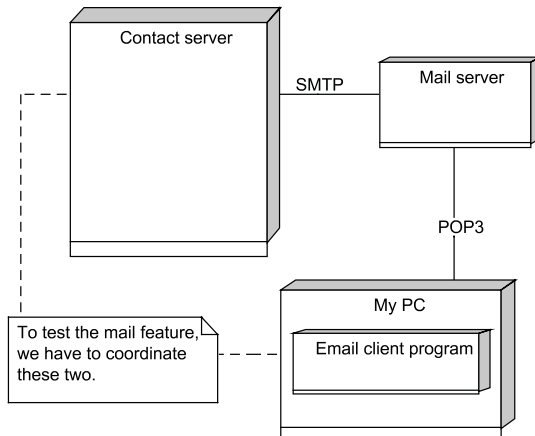 Contact server
SMTP
Mail server
POP3
My PC
Email client program
To test the mail feature,
we have to coordinate
these two.